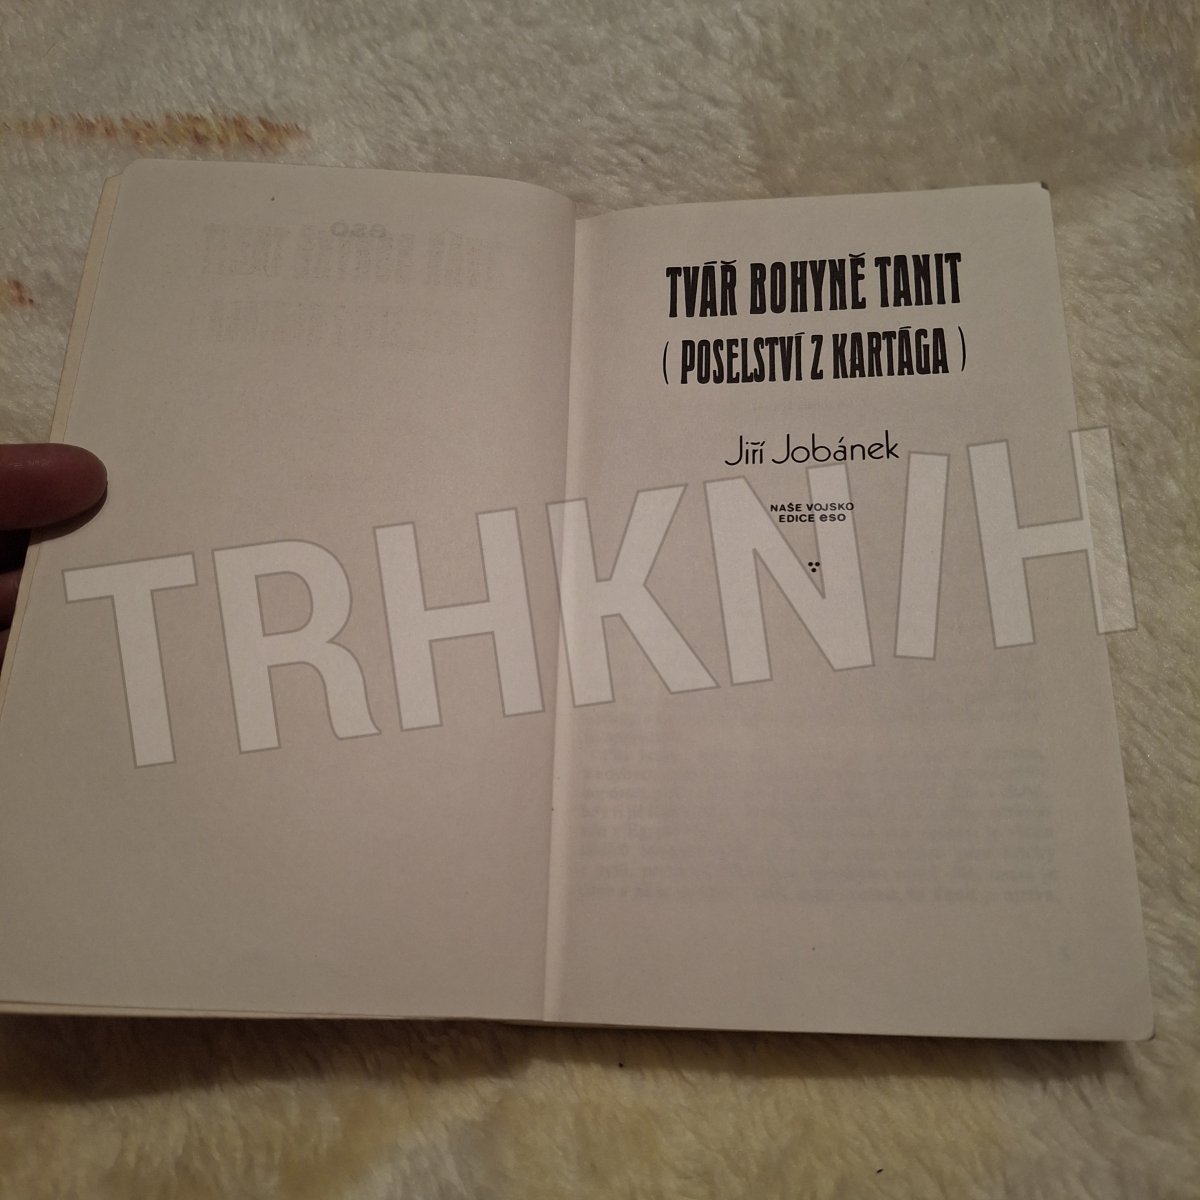 TVÁŘ BOHYNĚ TANIT
( POSELSTVÍ Z KARTÁGA )
Jiří Jobánek
NAŠE VOJSKO
EDICE eso
TRHKNIH